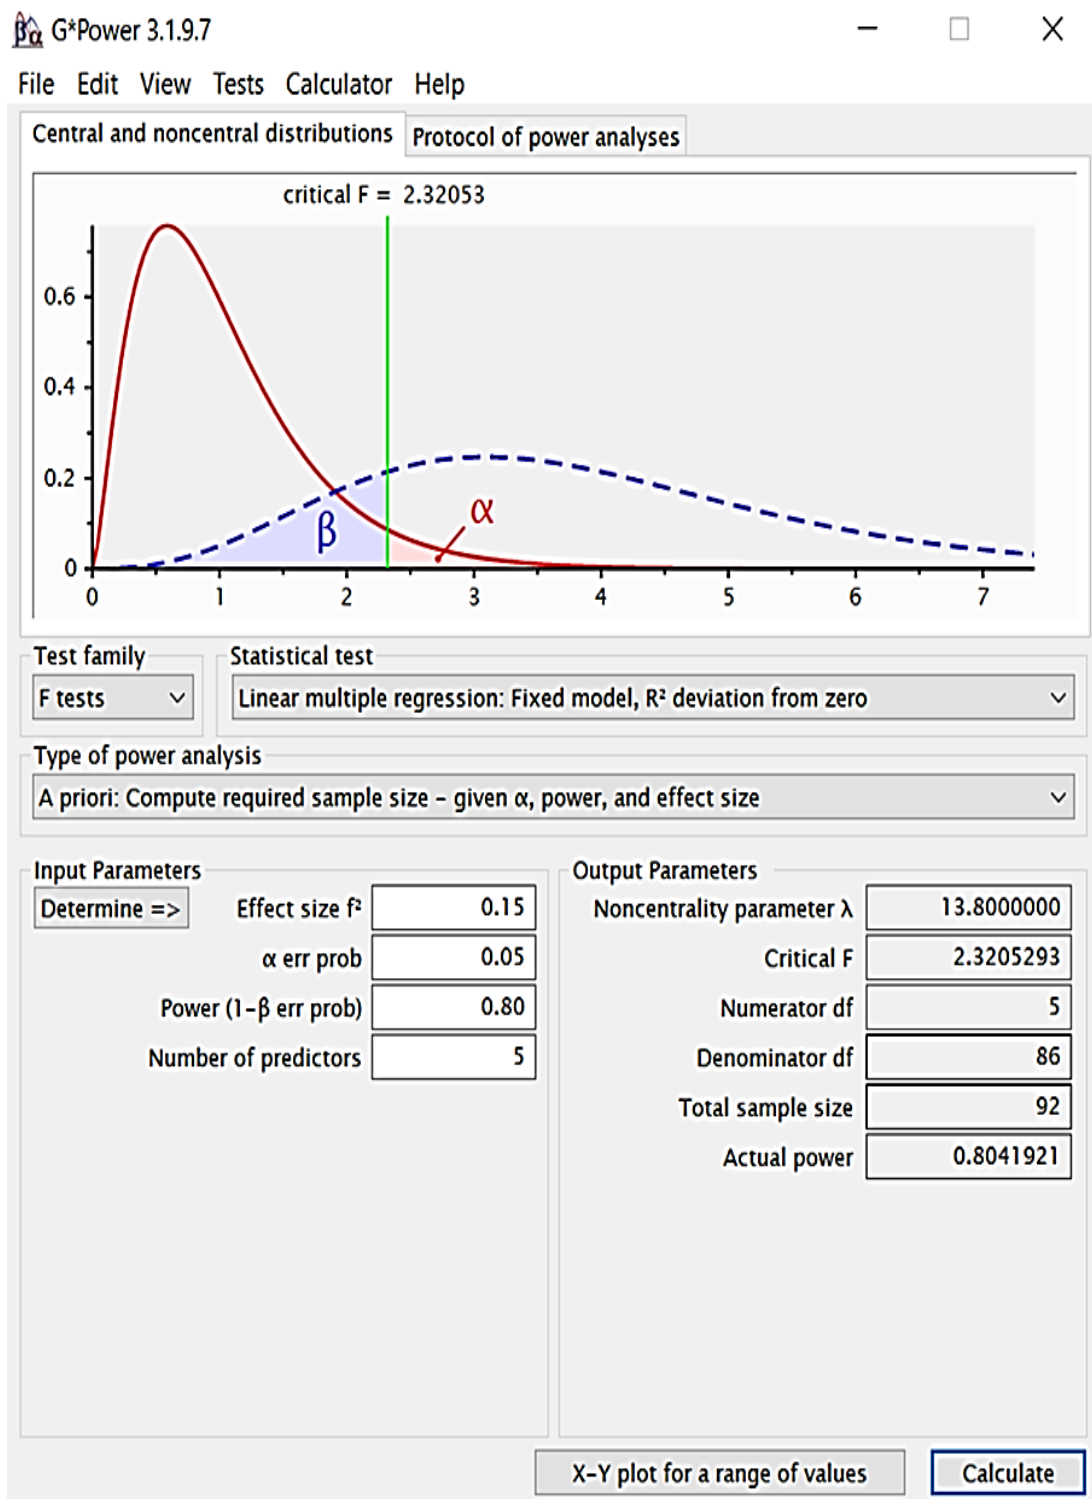 G*Power 3.1.9.7
File Edit View Tests Calculator Help
Central and noncentral distributions Protocol of power analyses
critical F = 2.32053
0.6
0.4
0.2
0
β
α
0 1 2 3 4 5 6 7
Test family Statistical test
F tests Linear multiple regression: Fixed model, R² deviation from zero
Type of power analysis
A priori: Compute required sample size – given α, power, and effect size
Input Parameters
Determine => Effect size f² 0.15
α err prob 0.05
Power (1–β err prob) 0.80
Number of predictors 5
Output Parameters
Noncentrality parameter λ 13.8000000
Critical F 2.3205293
Numerator df 5
Denominator df 86
Total sample size 92
Actual power 0.8041921
X–Y plot for a range of values Calculate